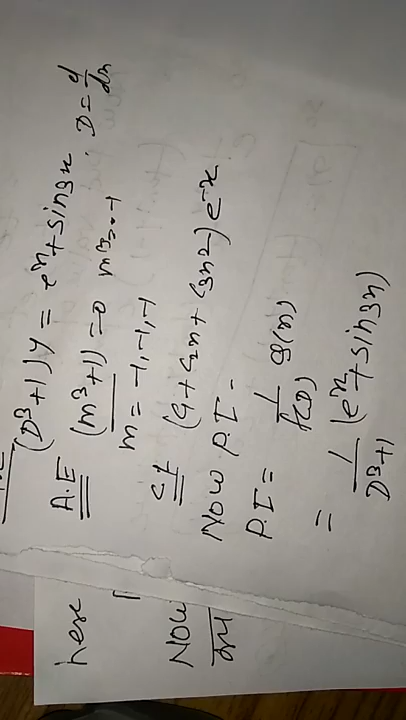 (D³+1)y = eˣ + sin3x . D = d/dx
A.E (m³+1) = 0 m³ = -1
m = -1, -1, -1
C.f (C₁ + C₂x + C₃x²) e⁻ˣ
Now P.I -
P.I = 1/f(D) Q(x)
= 1/D³+1 (eˣ + sin3x)
here
Now